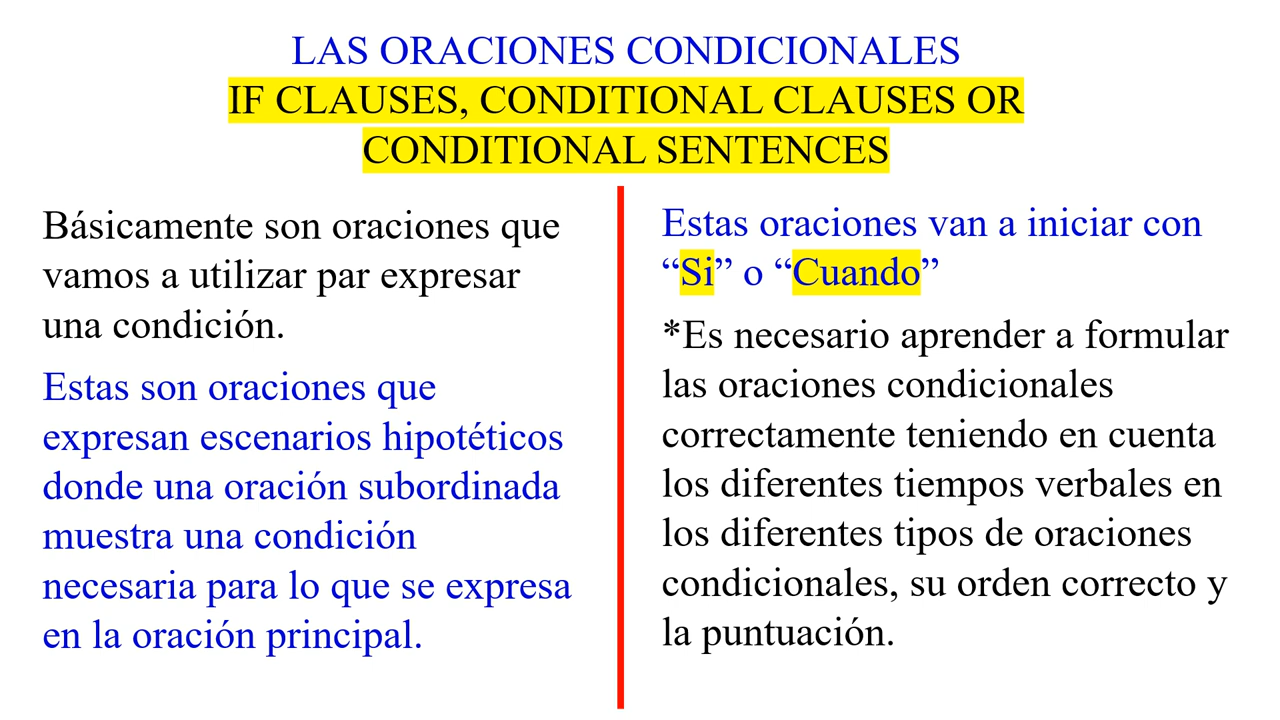 LAS ORACIONES CONDICIONALES
IF CLAUSES, CONDITIONAL CLAUSES OR
CONDITIONAL SENTENCES
Básicamente son oraciones que
vamos a utilizar par expresar
una condición.
Estas son oraciones que
expresan escenarios hipotéticos
donde una oración subordinada
muestra una condición
necesaria para lo que se expresa
en la oración principal.
Estas oraciones van a iniciar con
“Si” o “Cuando”
*Es necesario aprender a formular
las oraciones condicionales
correctamente teniendo en cuenta
los diferentes tiempos verbales en
los diferentes tipos de oraciones
condicionales, su orden correcto y
la puntuación.